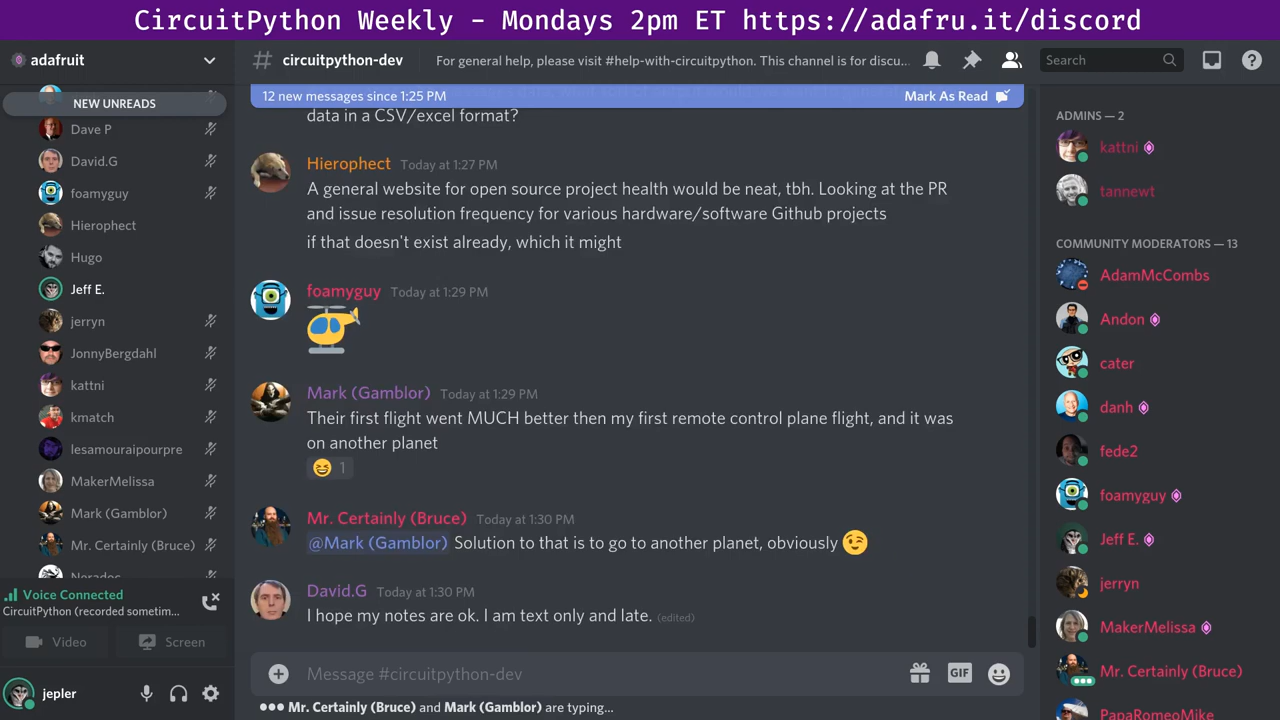 CircuitPython Weekly - Mondays 2pm ET https://adafru.it/discord
adafruit
NEW UNREADS
Dave P
David.G
foamyguy
Hierophect
Hugo
Jeff E.
jerryn
JonnyBergdahl
kattni
kmatch
lesamouraipourpre
MakerMelissa
Mark (Gamblor)
Mr. Certainly (Bruce)
Nerados
Voice Connected
CircuitPython (recorded sometim...
Video
Screen
jepler
# circuitpython-dev
For general help, please visit #help-with-circuitpython. This channel is for discu...
Search
12 new messages since 1:25 PM
Mark As Read
data in a CSV/excel format?
Hierophect Today at 1:27 PM
A general website for open source project health would be neat, tbh. Looking at the PR
and issue resolution frequency for various hardware/software Github projects
if that doesn't exist already, which it might
foamyguy Today at 1:29 PM
Mark (Gamblor) Today at 1:29 PM
Their first flight went MUCH better then my first remote control plane flight, and it was
on another planet
1
Mr. Certainly (Bruce) Today at 1:30 PM
@Mark (Gamblor) Solution to that is to go to another planet, obviously
David.G Today at 1:30 PM
I hope my notes are ok. I am text only and late. (edited)
Message #circuitpython-dev
GIF
Mr. Certainly (Bruce) and Mark (Gamblor) are typing...
ADMINS — 2
kattni
tannewt
COMMUNITY MODERATORS — 13
AdamMcCombs
Andon
cater
danh
fede2
foamyguy
Jeff E.
jerryn
MakerMelissa
Mr. Certainly (Bruce)
PapaRomeoMike